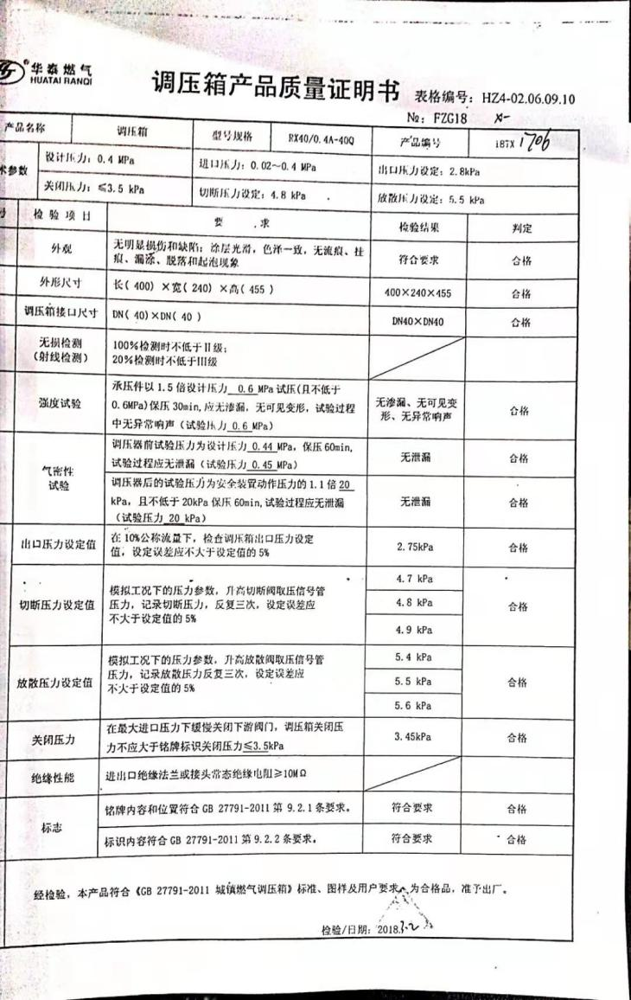 华泰燃气
HUATAI RANQI
调压箱产品质量证明书 表格编号：HZ4-02.06.09.10
№：FZG18
产品名称 调压箱 型号规格 RX40/0.4A-40Q 产品编号 187X 1706
术参数 设计压力：0.4 MPa 进口压力：0.02～0.4 MPa 出口压力设定：2.8kPa
关闭压力：≤3.5 kPa 切断压力设定：4.8 kPa 放散压力设定：5.5 kPa
号 检验项目 要求 检验结果 判定
外观 无明显损伤和缺陷；涂层光滑，色泽一致，无流痕、挂
痕、漏涂、脱落和起泡现象 符合要求 合格
外形尺寸 长( 400) ×宽( 240) ×高( 455 ) 400×240×455 合格
调压箱接口尺寸 DN( 40)×DN( 40 ) DN40×DN40 合格
无损检测
(射线检测)
100%检测时不低于II级；
20%检测时不低于III级
强度试验
承压件以 1.5 倍设计压力 0.6 MPa 试压(且不低于
0.6MPa)保压 30min,应无渗漏，无可见变形，试验过程
中无异常响声（试验压力 0.6 MPa）
无渗漏、无可见变
形、无异常响声
合格
气密性
试验
调压器前试验压力为设计压力 0.44 MPa，保压 60min,
试验过程应无泄漏（试验压力 0.45 MPa）
无泄漏 合格
调压器后的试验压力为安全装置动作压力的 1.1 倍 20
kPa，且不低于 20kPa 保压 60min,试验过程应无泄漏
（试验压力 20 kPa）
无泄漏 合格
出口压力设定值
在 10%公称流量下，检查调压箱出口压力设定
值，设定误差应不大于设定值的 5%
2.75kPa 合格
切断压力设定值
模拟工况下的压力参数，升高切断阀取压信号管
压力，记录切断压力，反复三次，设定误差应
不大于设定值的 5%
4.7 kPa
4.8 kPa
4.9 kPa
合格
放散压力设定值
模拟工况下的压力参数，升高放散阀取压信号管
压力，记录放散压力反复三次，设定误差应
不大于设定值的 5%
5.4 kPa
5.5 kPa
5.6 kPa
合格
关闭压力
在最大进口压力下缓慢关闭下游阀门，调压箱关闭压
力不应大于铭牌标识关闭压力≤3.5kPa
3.45kPa 合格
绝缘性能 进出口绝缘法兰或接头常态绝缘电阻≥10MΩ
标志
铭牌内容和位置符合 GB 27791-2011 第 9.2.1 条要求。 符合要求 合格
标识内容符合 GB 27791-2011 第 9.2.2 条要求。 符合要求 合格
经检验，本产品符合《GB 27791-2011 城镇燃气调压箱》标准、图样及用户要求，为合格品，准予出厂。
检验/日期：2018.3.2